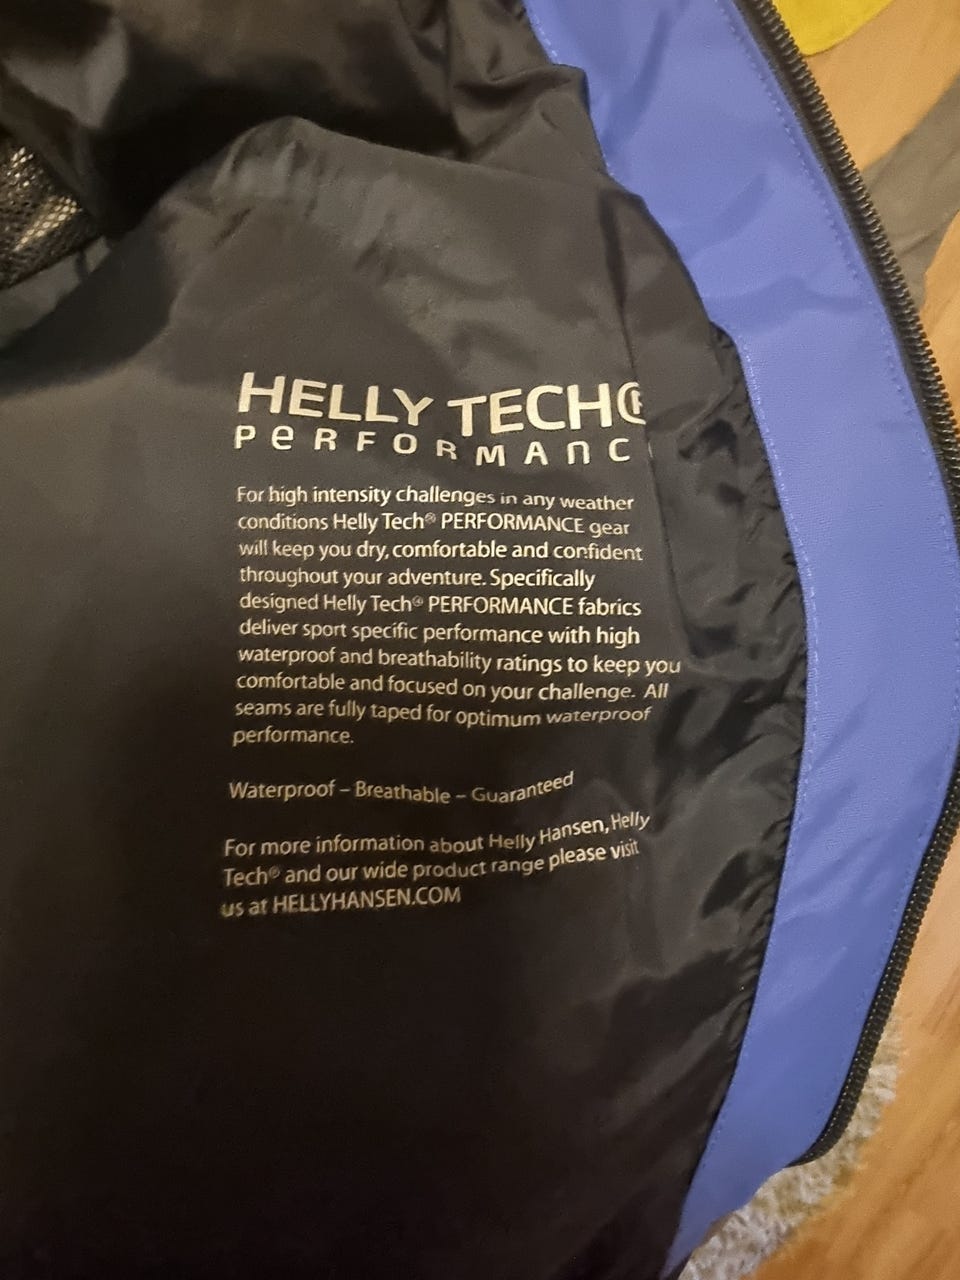 HELLY TECH®
PERFORMANC
For high intensity challenges in any weather
conditions Helly Tech® PERFORMANCE gear
will keep you dry, comfortable and confident
throughout your adventure. Specifically
designed Helly Tech® PERFORMANCE fabrics
deliver sport specific performance with high
waterproof and breathability ratings to keep you
comfortable and focused on your challenge. All
seams are fully taped for optimum waterproof
performance.
Waterproof – Breathable – Guaranteed
For more information about Helly Hansen, Helly
Tech® and our wide product range please visit
us at HELLYHANSEN.COM